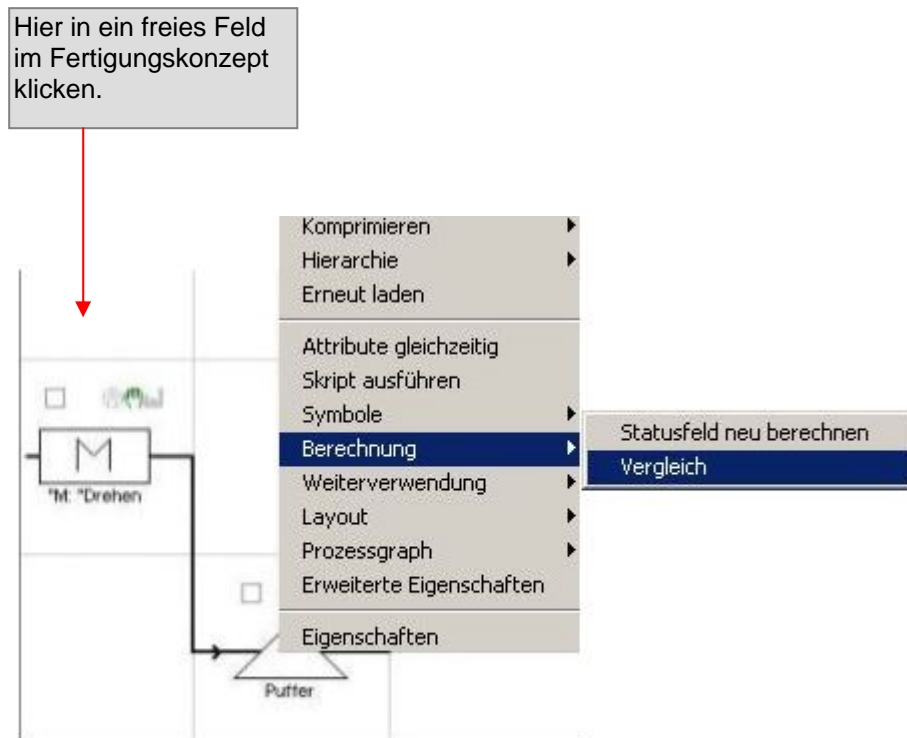 Hier in ein freies Feld
im Fertigungskonzept
klicken.
Komprimieren
Hierarchie
Erneut laden
Attribute gleichzeitig
Skript ausführen
Symbole
Berechnung
Weiterverwendung
Layout
Prozessgraph
Erweiterte Eigenschaften
Eigenschaften
Statusfeld neu berechnen
Vergleich
M
"M: "Drehen
Puffer